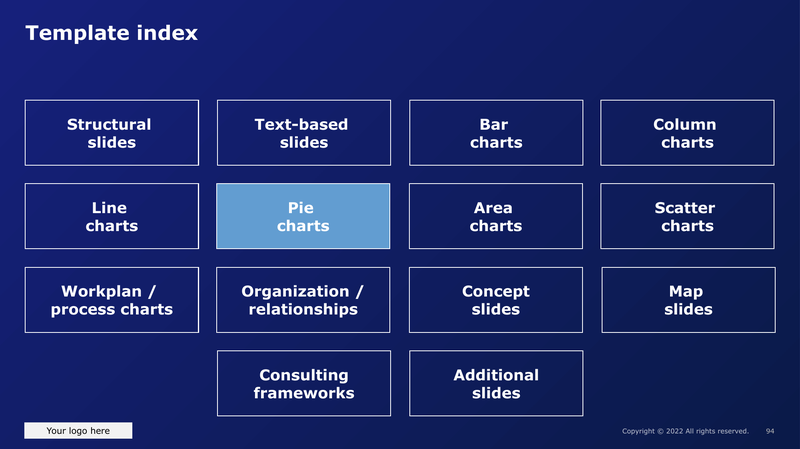 Template index
Structural
slides
Text-based
slides
Bar
charts
Column
charts
Line
charts
Pie
charts
Area
charts
Scatter
charts
Workplan /
process charts
Organization /
relationships
Concept
slides
Map
slides
Consulting
frameworks
Additional
slides
Your logo here
Copyright © 2022 All rights reserved.
94